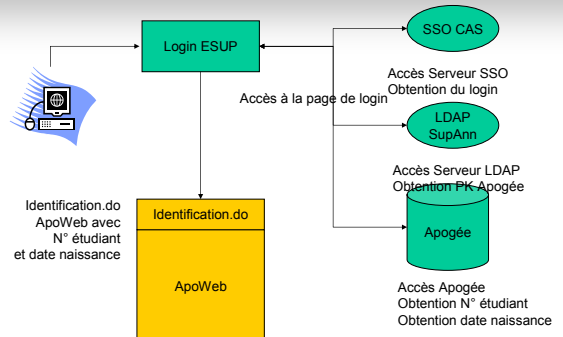 Login ESUP
SSO CAS
Accès Serveur SSO
Obtention du login
Accès à la page de login
LDAP
SupAnn
Accès Serveur LDAP
Obtention PK Apogée
Identification.do
ApoWeb avec
N° étudiant
et date naissance
Identification.do
ApoWeb
Apogée
Accès Apogée
Obtention N° étudiant
Obtention date naissance